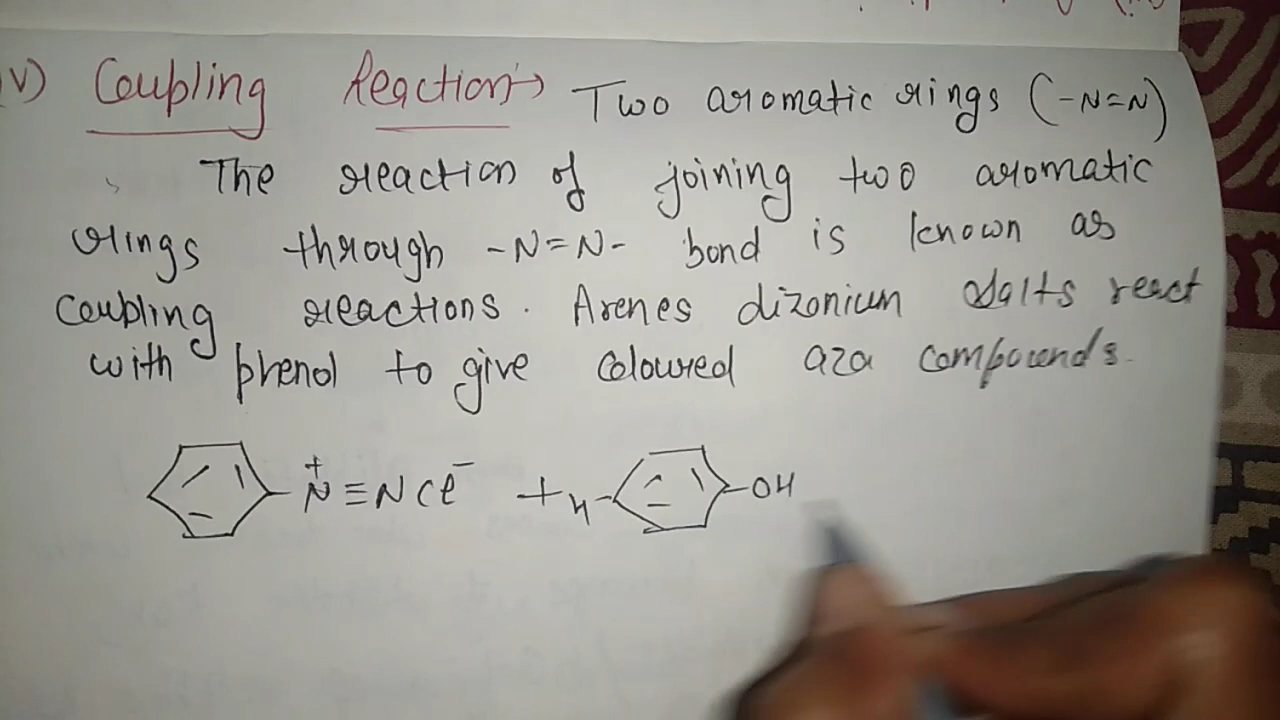 V) Coupling Reaction → Two aromatic rings (-N=N)
The reaction of joining two aromatic
rings through -N=N- bond is known as
Coupling reactions. Arenes dizonium Salts react
with phenol to give coloured aza compounds.
N⁺≡NCl⁻ + H- -OH